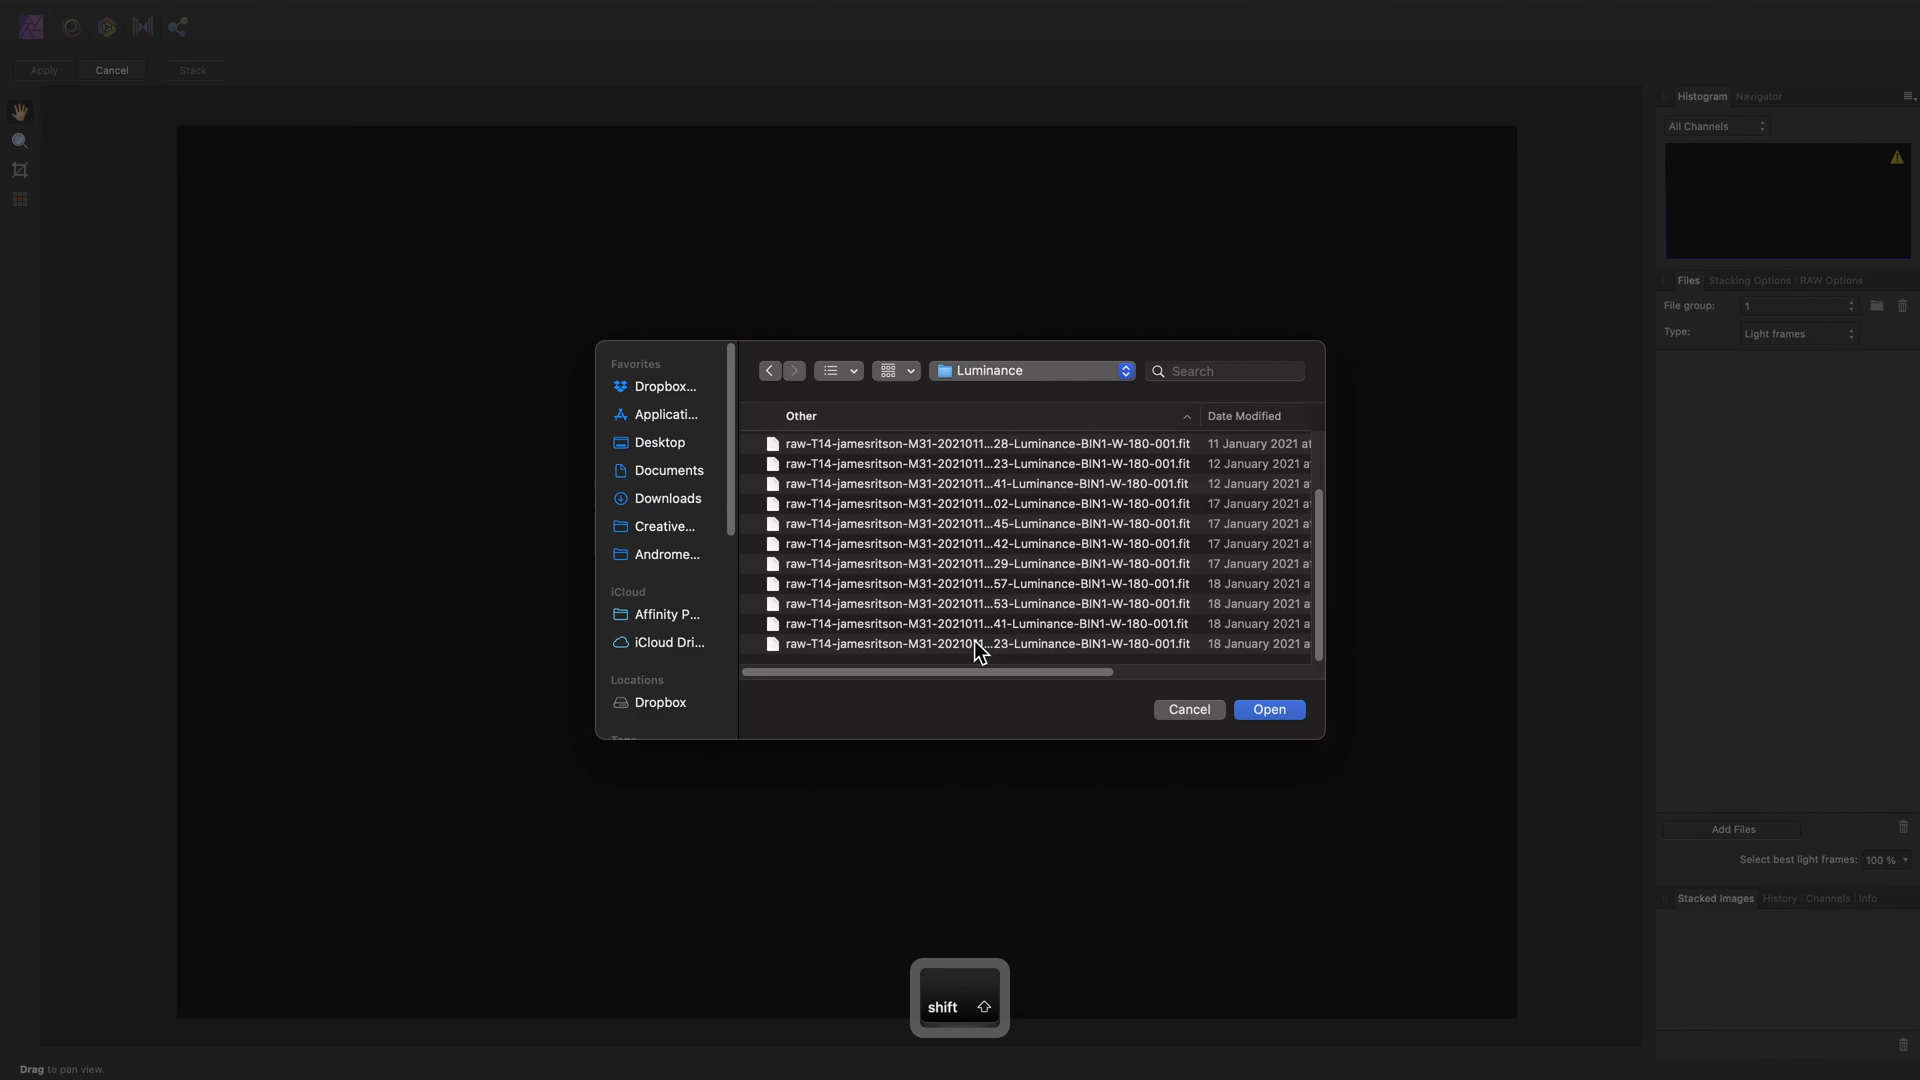 Apply
Cancel
Stack
Histogram
Navigator
All Channels
Files
Stacking Options
RAW Options
File group:
1
Type:
Light frames
Favorites
Dropbox...
Applicati...
Desktop
Documents
Downloads
Creative...
Androme...
iCloud
Affinity P...
iCloud Dri...
Locations
Dropbox
Luminance
Search
Other
Date Modified
raw-T14-jamesritson-M31-2021011...28-Luminance-BIN1-W-180-001.fit 11 January 2021 at
raw-T14-jamesritson-M31-2021011...23-Luminance-BIN1-W-180-001.fit 12 January 2021 a
raw-T14-jamesritson-M31-2021011...41-Luminance-BIN1-W-180-001.fit 12 January 2021 a
raw-T14-jamesritson-M31-2021011...02-Luminance-BIN1-W-180-001.fit 17 January 2021 a
raw-T14-jamesritson-M31-2021011...45-Luminance-BIN1-W-180-001.fit 17 January 2021 a
raw-T14-jamesritson-M31-2021011...42-Luminance-BIN1-W-180-001.fit 17 January 2021 a
raw-T14-jamesritson-M31-2021011...29-Luminance-BIN1-W-180-001.fit 17 January 2021 a
raw-T14-jamesritson-M31-2021011...57-Luminance-BIN1-W-180-001.fit 18 January 2021 a
raw-T14-jamesritson-M31-2021011...53-Luminance-BIN1-W-180-001.fit 18 January 2021 a
raw-T14-jamesritson-M31-2021011...41-Luminance-BIN1-W-180-001.fit 18 January 2021 a
raw-T14-jamesritson-M31-2021011...23-Luminance-BIN1-W-180-001.fit 18 January 2021 a
Cancel
Open
Add Files
Select best light frames: 100 %
Stacked Images
History
Channels
Info
shift
Drag to pan view.